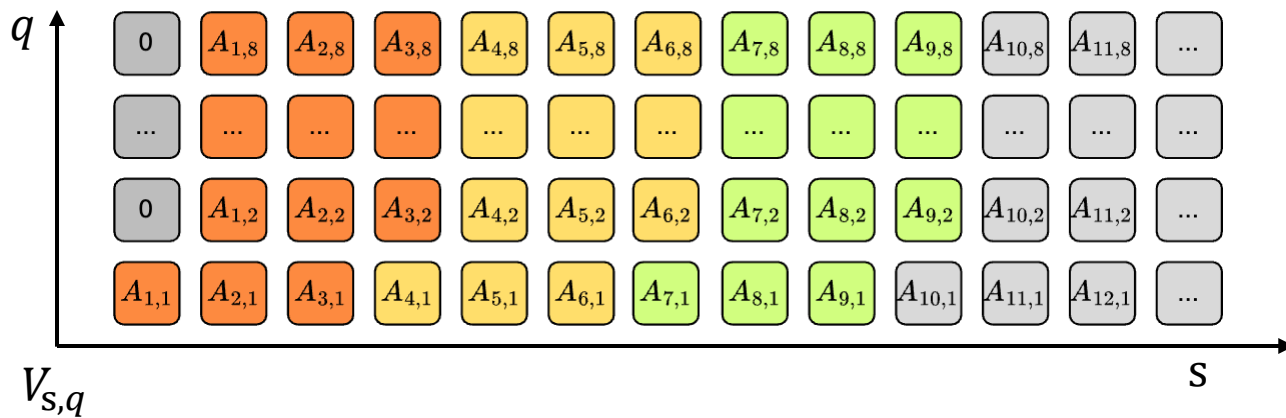 q 0 A1,8 A2,8 A3,8 A4,8 A5,8 A6,8 A7,8 A8,8 A9,8 A10,8 A11,8 ...
... ... ... ... ... ... ... ... ... ... ... ... ...
0 A1,2 A2,2 A3,2 A4,2 A5,2 A6,2 A7,2 A8,2 A9,2 A10,2 A11,2 ...
A1,1 A2,1 A3,1 A4,1 A5,1 A6,1 A7,1 A8,1 A9,1 A10,1 A11,1 A12,1 ...
Vs,q s